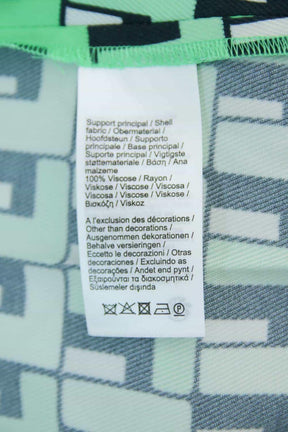 Support principal / Shell
fabric / Obermaterial /
Hoofdsteun / Supporto
principale / Base principal /
Suporte principal / Vigtigste
støttemateriale / Βάση / Ana
malzeme
100% Viscose / Rayon /
Viskose / Viscose / Viscosa
/ Viscosa / Viscose / Viskose
/ Βισκόζη / Viskoz
A l'exclusion des décorations /
Other than decorations /
Ausgenommen dekorationen /
Behalve versieringen /
Eccetto le decorazioni / Otras
decoraciones / Excluindo as
decorações / Andet end pynt /
Εξαιρούνται τα διακοσμητικά /
Süslemeler dışında